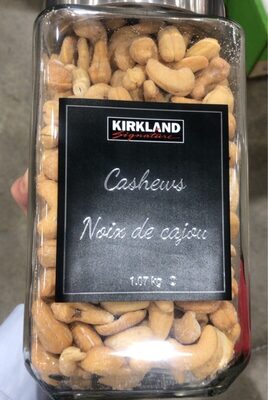 KIRKLAND
Signature
Cashews
Noix de cajou
1.07 kg